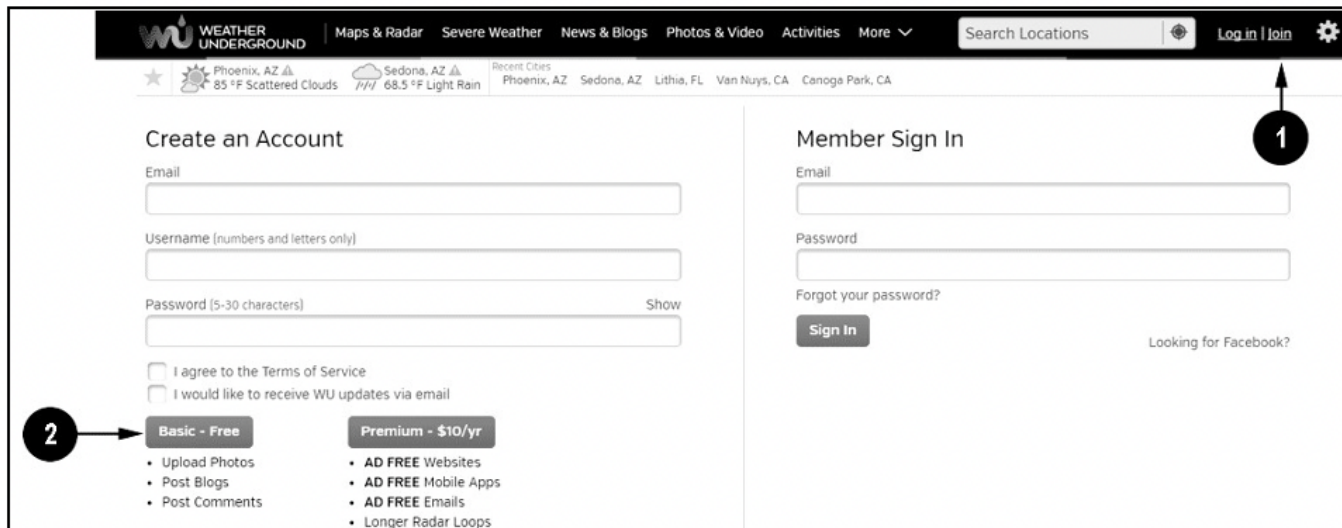 WEATHER UNDERGROUND Maps & Radar Severe Weather News & Blogs Photos & Video Activities More Search Locations Log in | Join
Phoenix, AZ
85 °F Scattered Clouds
Sedona, AZ
68.5 °F Light Rain
Recent Cities
Phoenix, AZ Sedona, AZ Lithia, FL Van Nuys, CA Canoga Park, CA
1
Create an Account
Email
Username (numbers and letters only)
Password (5-30 characters) Show
I agree to the Terms of Service
I would like to receive WU updates via email
2
Basic - Free
• Upload Photos
• Post Blogs
• Post Comments
Premium - $10/yr
• AD FREE Websites
• AD FREE Mobile Apps
• AD FREE Emails
• Longer Radar Loops
Member Sign In
Email
Password
Forgot your password?
Sign In
Looking for Facebook?